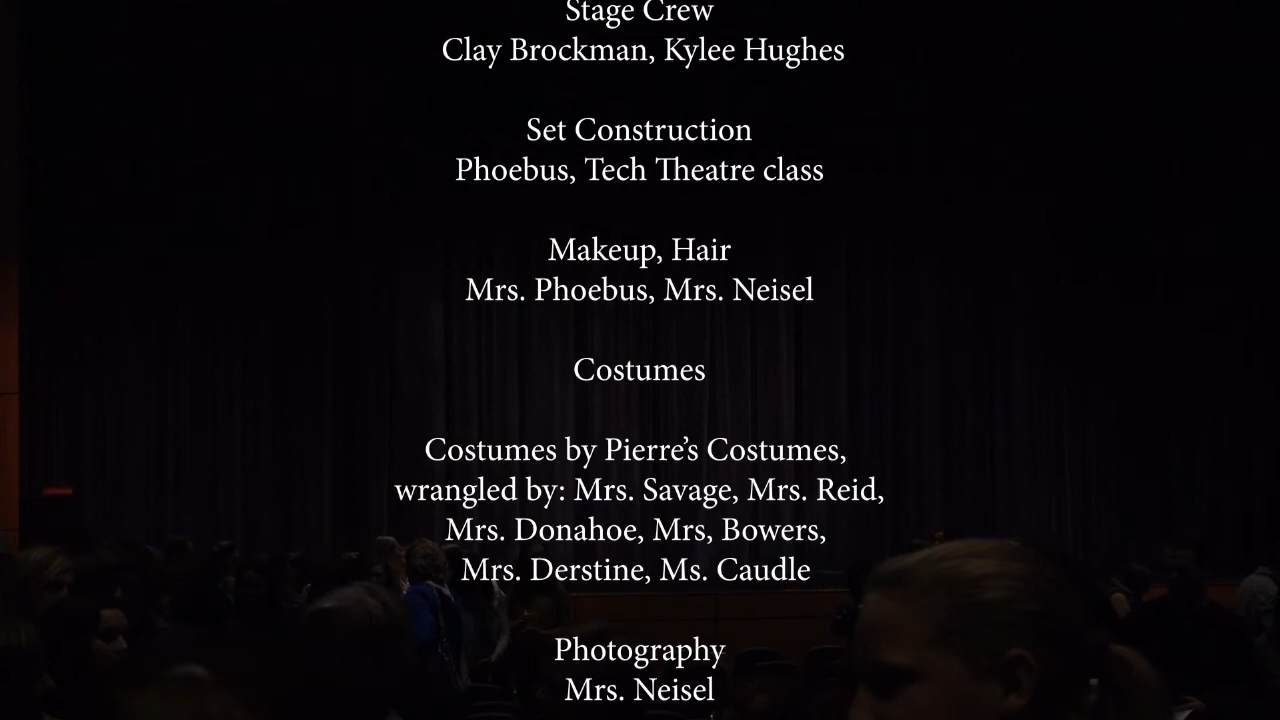 Stage Crew
Clay Brockman, Kylee Hughes
Set Construction
Phoebus, Tech Theatre class
Makeup, Hair
Mrs. Phoebus, Mrs. Neisel
Costumes
Costumes by Pierre’s Costumes,
wrangled by: Mrs. Savage, Mrs. Reid,
Mrs. Donahoe, Mrs, Bowers,
Mrs. Derstine, Ms. Caudle
Photography
Mrs. Neisel